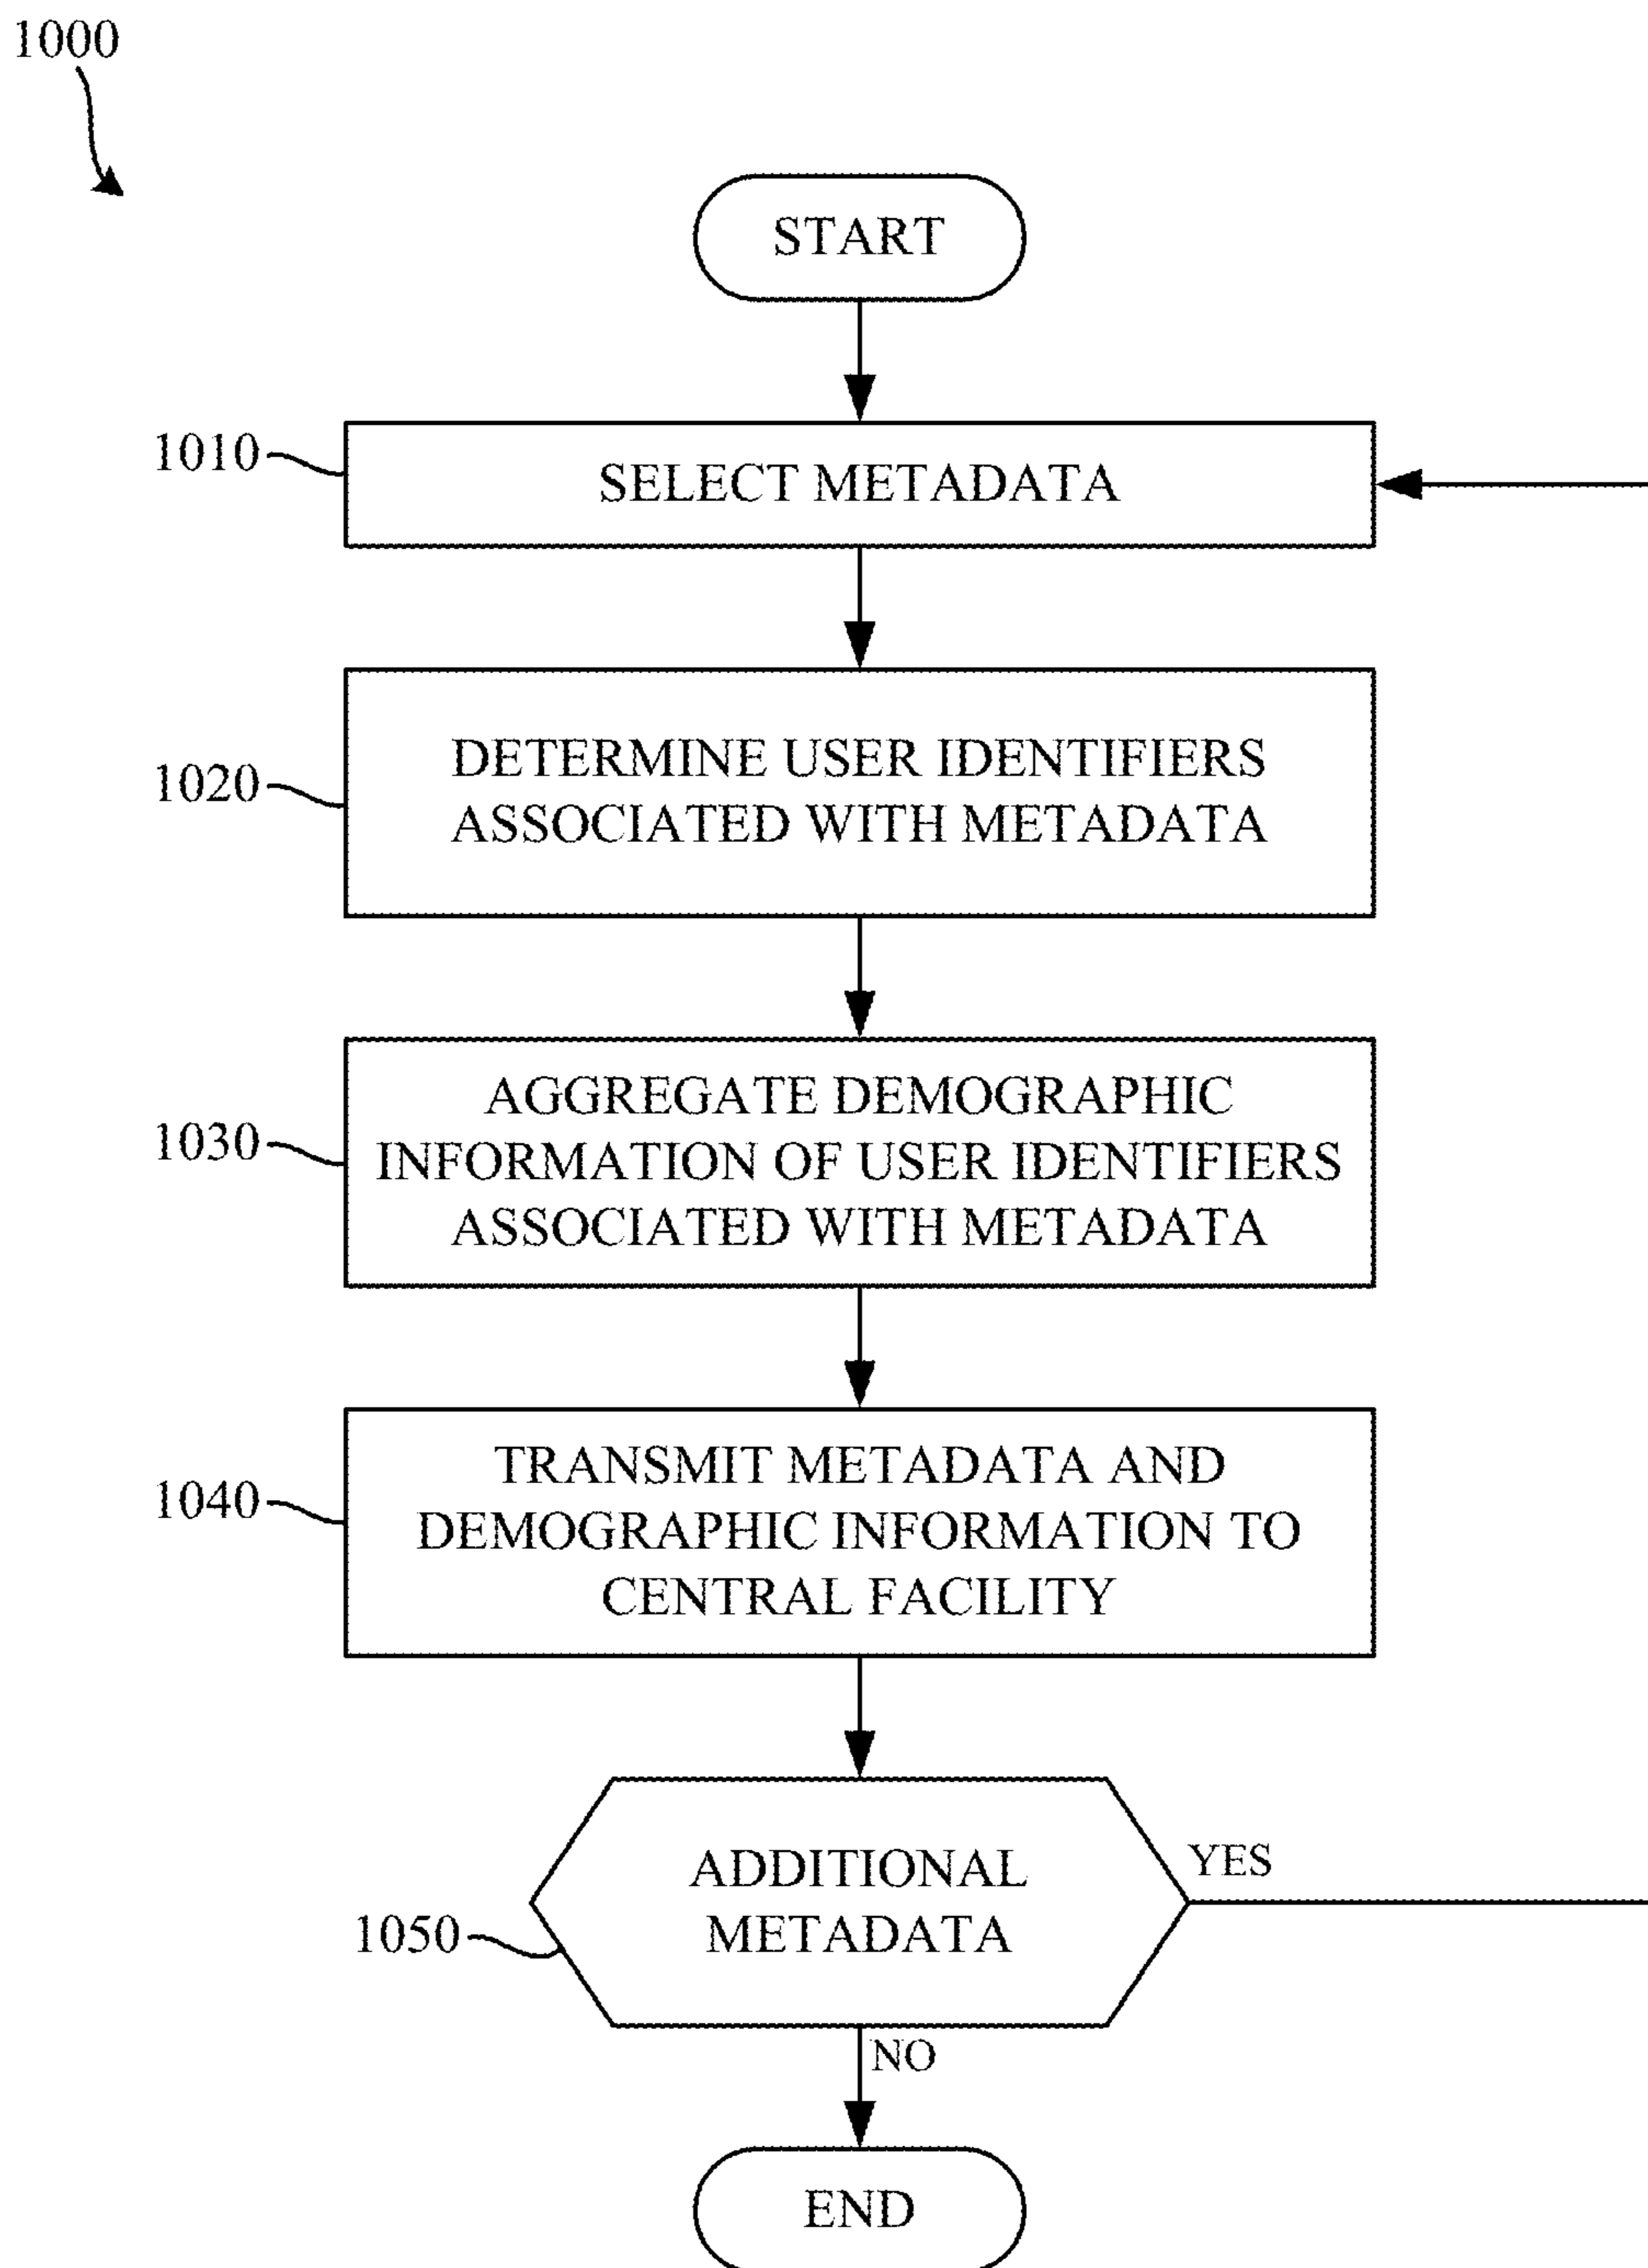 1000
START
1010
SELECT METADATA
1020
DETERMINE USER IDENTIFIERS
ASSOCIATED WITH METADATA
1030
AGGREGATE DEMOGRAPHIC
INFORMATION OF USER IDENTIFIERS
ASSOCIATED WITH METADATA
1040
TRANSMIT METADATA AND
DEMOGRAPHIC INFORMATION TO
CENTRAL FACILITY
1050
ADDITIONAL
METADATA
YES
NO
END